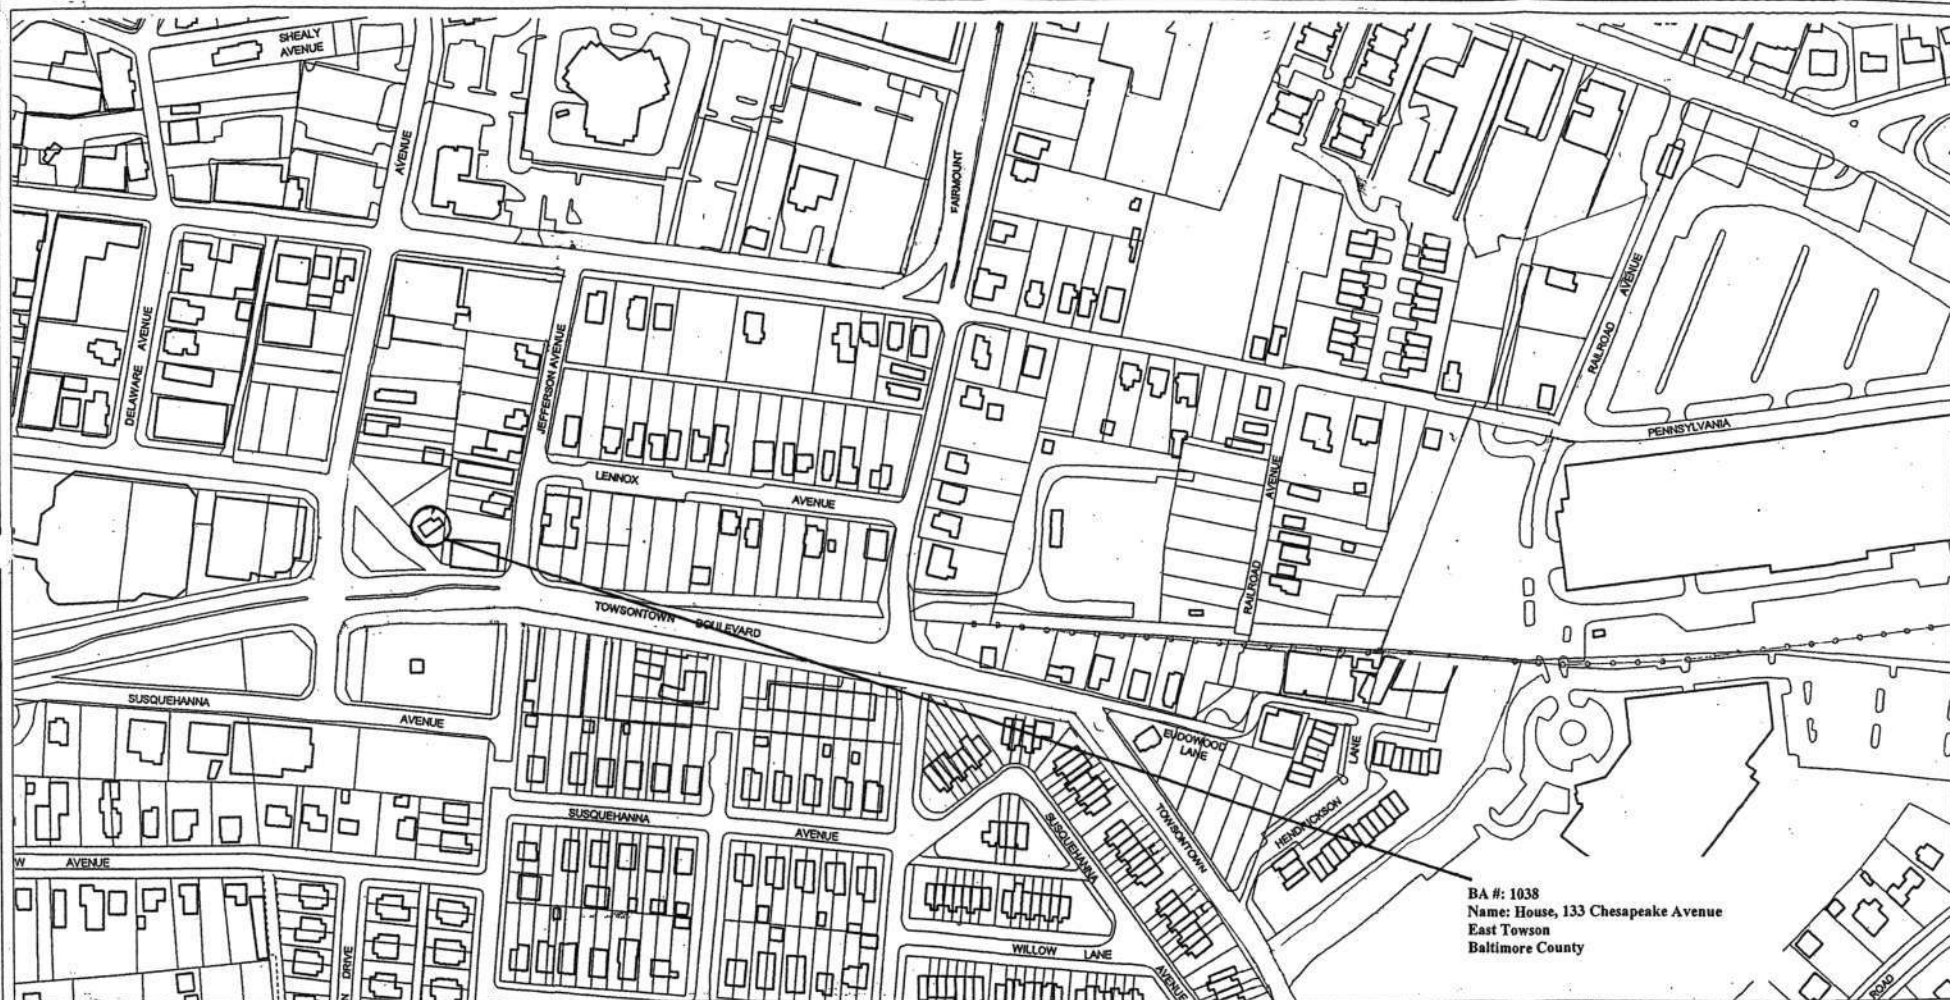 SHEALY
AVENUE
AVENUE
FAIRMOUNT
DELAWARE AVENUE
JEFFERSON AVENUE
RAILROAD AVENUE
PENNSYLVANIA
LENNOX AVENUE
RAILROAD AVENUE
TOWSONTOWN BOULEVARD
SUSQUEHANNA AVENUE
EUDOWOOD
LANE
LANE
HENDRICKSON
TOWSONTOWN
SUSQUEHANNA AVENUE
SUSQUEHANNA
AVENUE
W AVENUE
N DRIVE
WILLOW LANE
AVENUE
ROAD
BA #: 1038
Name: House, 133 Chesapeake Avenue
East Towson
Baltimore County